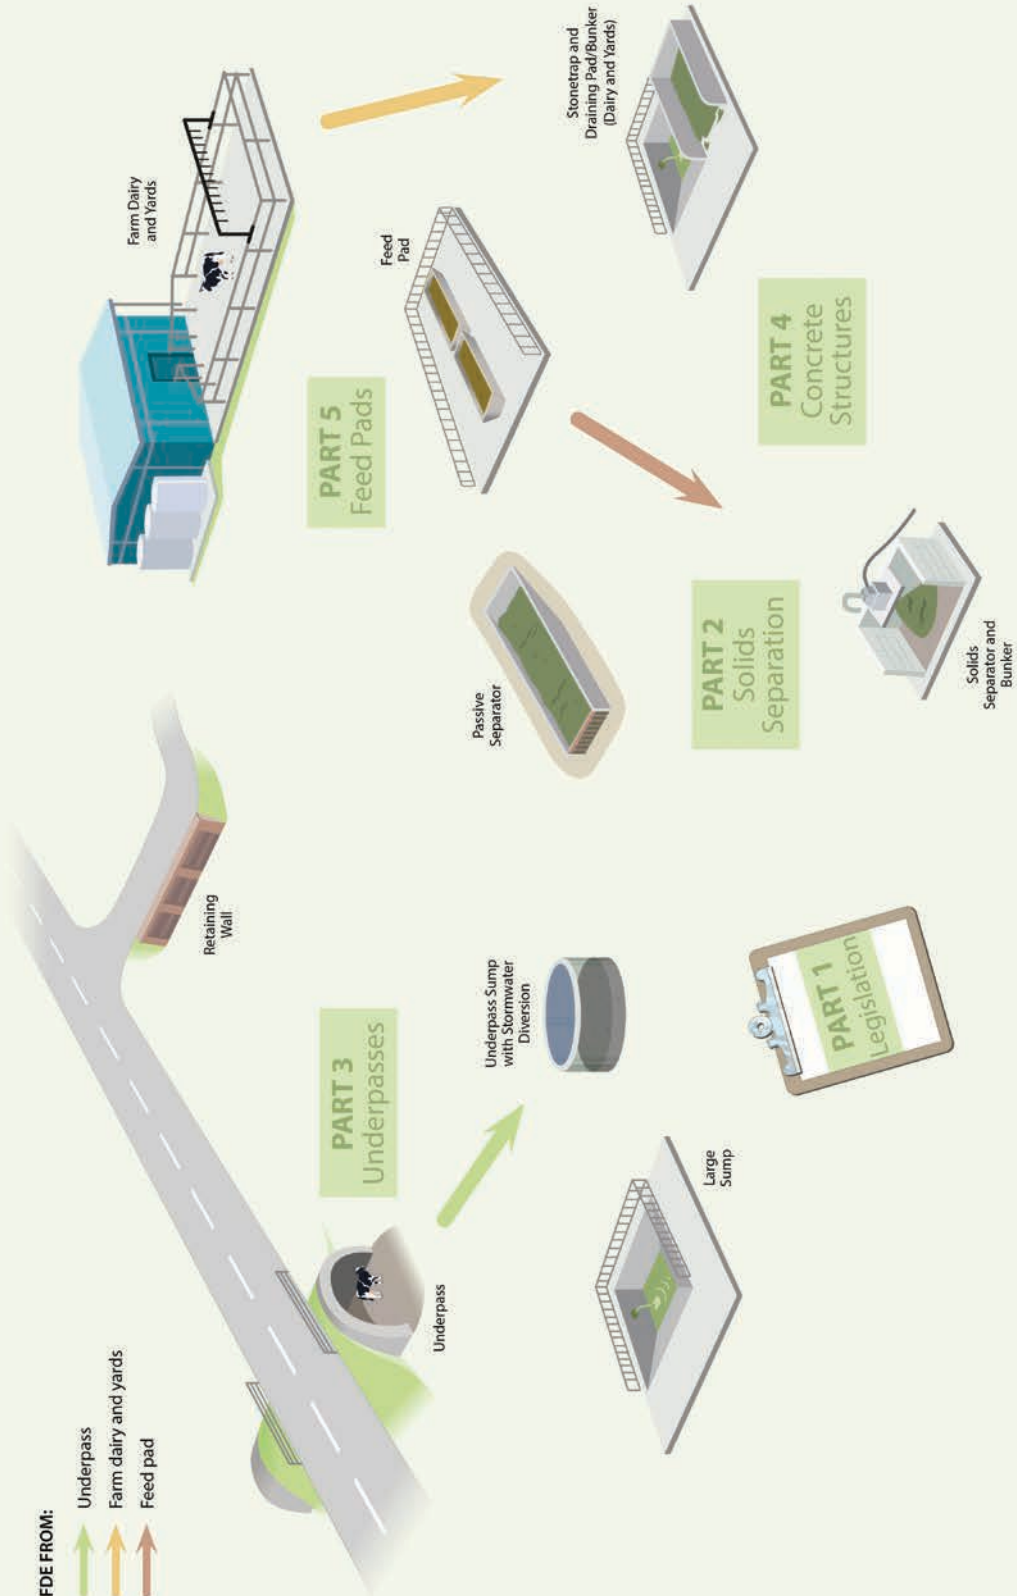 FDE FROM:
Underpass
Farm dairy and yards
Feed pad
Farm Dairy
and Yards
Retaining
Wall
PART 3
Underpasses
Underpass
PART 5
Feed Pads
Feed
Pad
Stonetrap and
Draining Pad/Bunker
(Dairy and Yards)
Underpass Sump
with Stormwater
Diversion
Passive
Separator
Large
Sump
PART 1
Legislation
PART 2
Solids
Separation
PART 4
Concrete
Structures
Solids
Separator and
Bunker